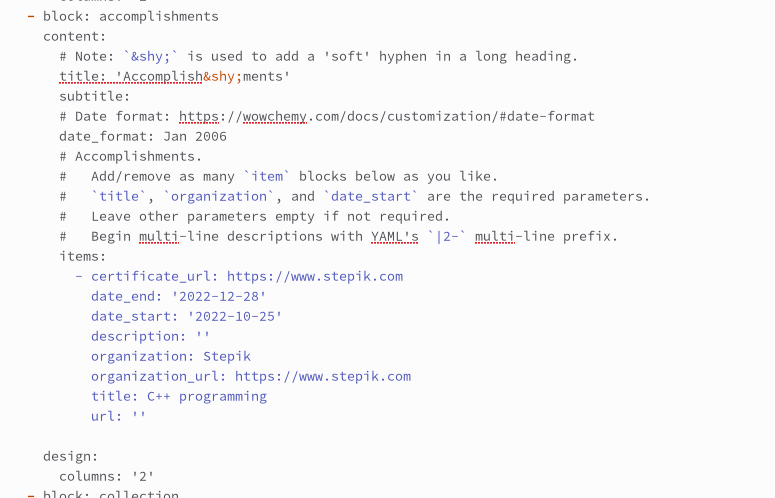 - block: accomplishments
content:
# Note: `&shy;` is used to add a 'soft' hyphen in a long heading.
title: 'Accomplish&shy;ments'
subtitle:
# Date format: https://wowchemy.com/docs/customization/#date-format
date_format: Jan 2006
# Accomplishments.
#   Add/remove as many `item` blocks below as you like.
#   `title`, `organization`, and `date_start` are the required parameters.
#   Leave other parameters empty if not required.
#   Begin multi-line descriptions with YAML's `|2-` multi-line prefix.
items:
- certificate_url: https://www.stepik.com
date_end: '2022-12-28'
date_start: '2022-10-25'
description: ''
organization: Stepik
organization_url: https://www.stepik.com
title: C++ programming
url: ''
design:
columns: '2'
- block: collection